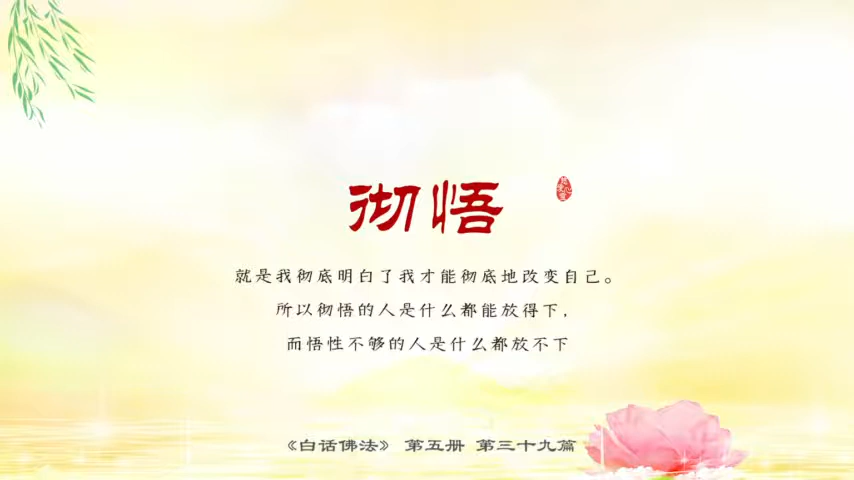 彻悟
就是我彻底明白了我才能彻底地改变自己。
所以彻悟的人是什么都能放得下，
而悟性不够的人是什么都放不下
《白话佛法》 第五册 第三十九篇